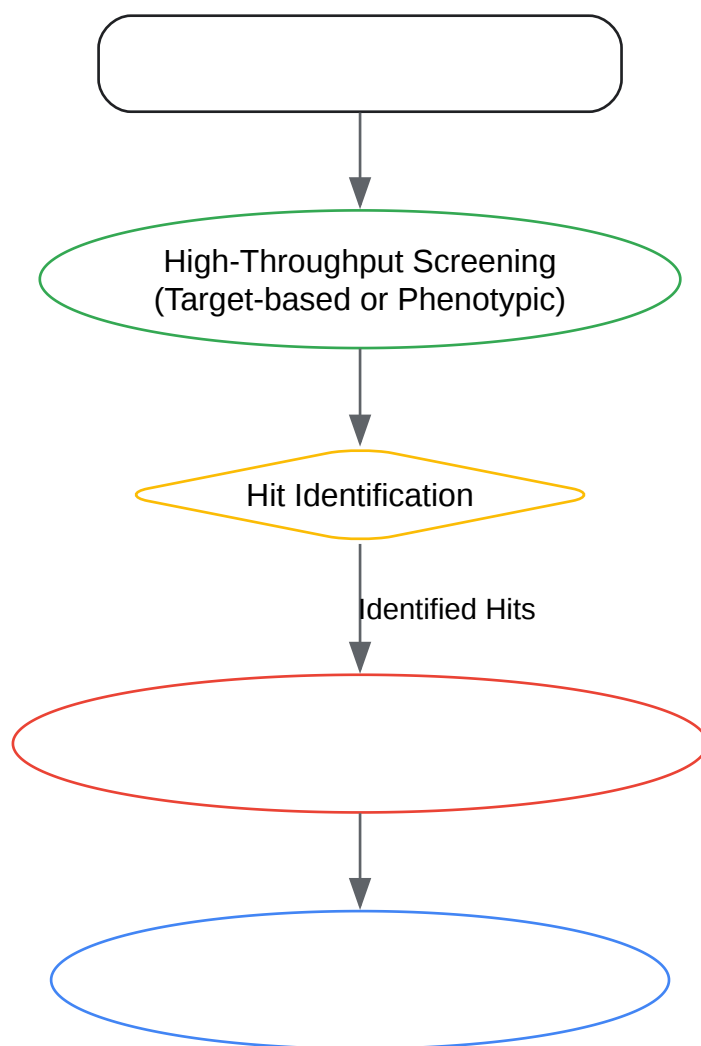 High-Throughput Screening
(Target-based or Phenotypic)
Hit Identification
Identified Hits